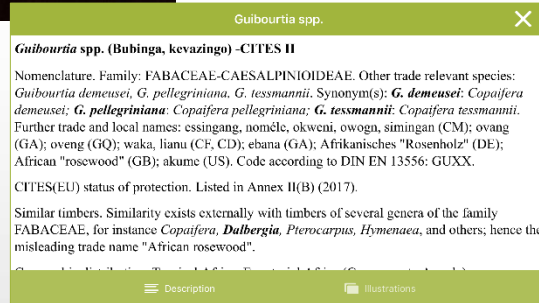 Guibourtia spp.
Guibourtia spp. (Bubinga, kevazingo) -CITES II
Nomenclature. Family: FABACEAE-CAESALPINIOIDEAE. Other trade relevant species:
Guibourtia demeusei, G. pellegriniana, G. tessmannii. Synonym(s): G. demeusei: Copaifera
demeusei; G. pellegriniana: Copaifera pellegriniana; G. tessmannii: Copaifera tessmannii.
Further trade and local names: essingang, noméle, okweni, owogn, simingan (CM); ovang
(GA); oveng (GQ); waka, lianu (CF, CD); ebana (GA); Afrikanisches "Rosenholz" (DE);
African "rosewood" (GB); akume (US). Code according to DIN EN 13556: GUXX.
CITES(EU) status of protection. Listed in Annex II(B) (2017).
Similar timbers. Similarity exists externally with timbers of several genera of the family
FABACEAE, for instance Copaifera, Dalbergia, Pterocarpus, Hymenaea, and others; hence the
misleading trade name "African rosewood".
Description
Illustrations